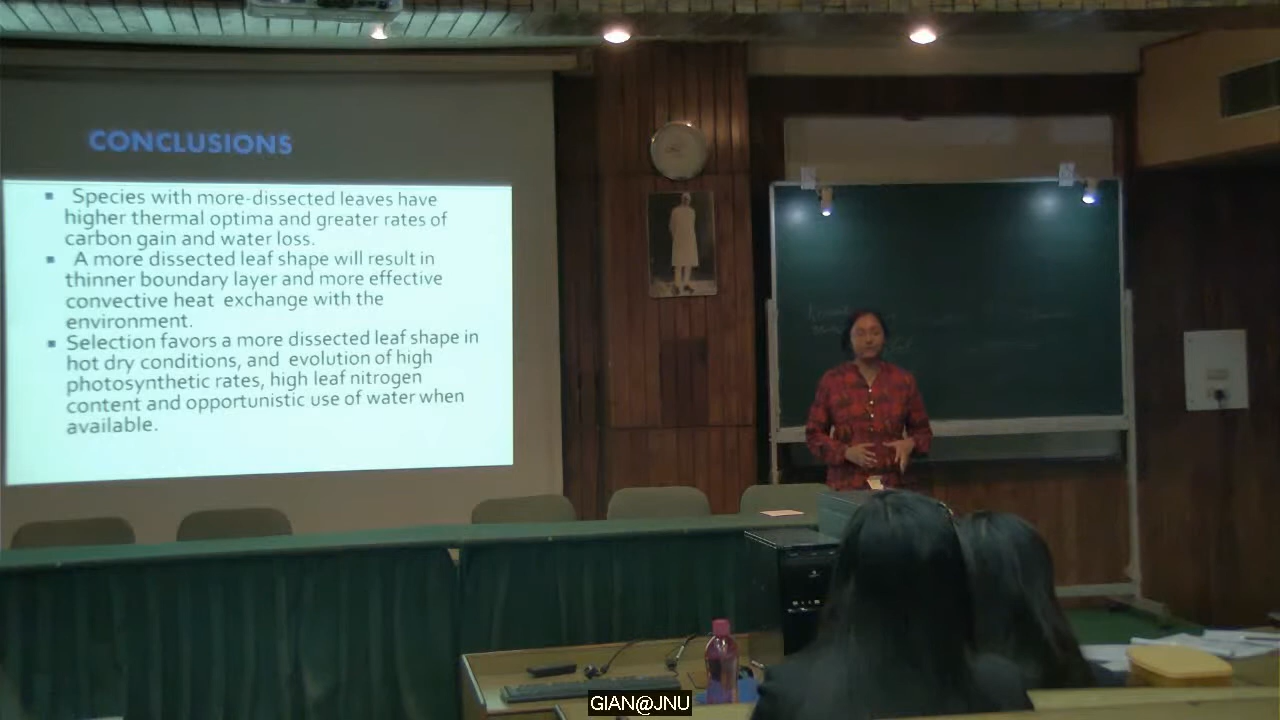 CONCLUSIONS
▪ Species with more-dissected leaves have
higher thermal optima and greater rates of
carbon gain and water loss.
▪ A more dissected leaf shape will result in
thinner boundary layer and more effective
convective heat exchange with the
environment.
▪ Selection favors a more dissected leaf shape in
hot dry conditions, and evolution of high
photosynthetic rates, high leaf nitrogen
content and opportunistic use of water when
available.
GIAN@JNU